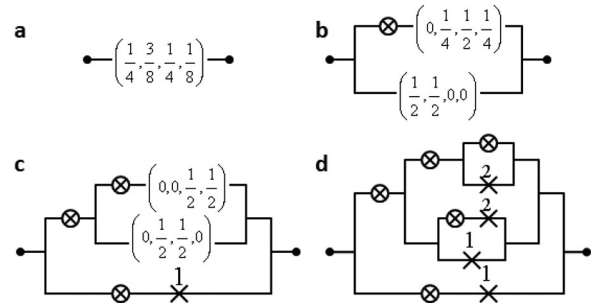 a
(1/4, 3/8, 1/4, 1/8)
b
(0, 1/4, 1/2, 1/4)
(1/2, 1/2, 0, 0)
c
(0, 0, 1/2, 1/2)
(0, 1/2, 1/2, 0)
1
d
2
2
1
1